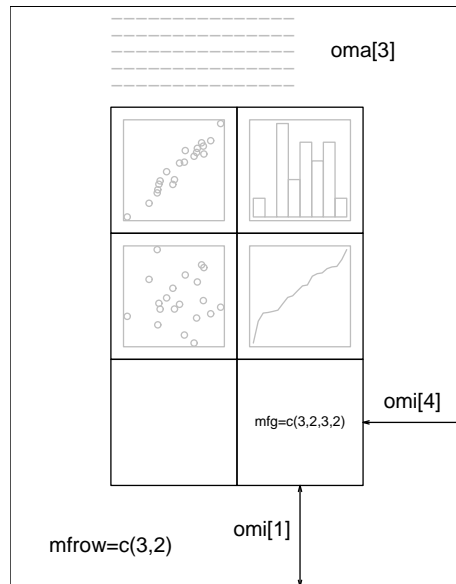 oma[3]
omi[4]
mfg=c(3,2,3,2)
omi[1]
mfrow=c(3,2)